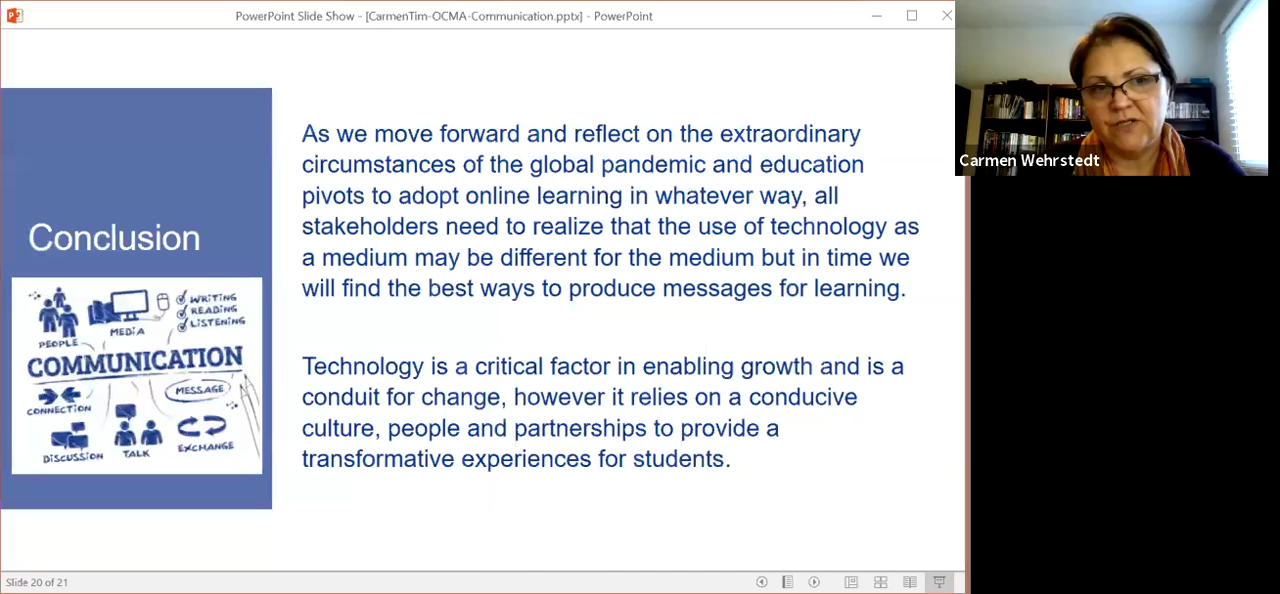 PowerPoint Slide Show - [CarmenTim-OCMA-Communication.pptx] - PowerPoint
Carmen Wehrstedt
Conclusion
WRITING
READING
LISTENING
PEOPLE
MEDIA
COMMUNICATION
MESSAGE
CONNECTION
DISCUSSION
TALK
EXCHANGE
As we move forward and reflect on the extraordinary
circumstances of the global pandemic and education
pivots to adopt online learning in whatever way, all
stakeholders need to realize that the use of technology as
a medium may be different for the medium but in time we
will find the best ways to produce messages for learning.
Technology is a critical factor in enabling growth and is a
conduit for change, however it relies on a conducive
culture, people and partnerships to provide a
transformative experiences for students.
Slide 20 of 21